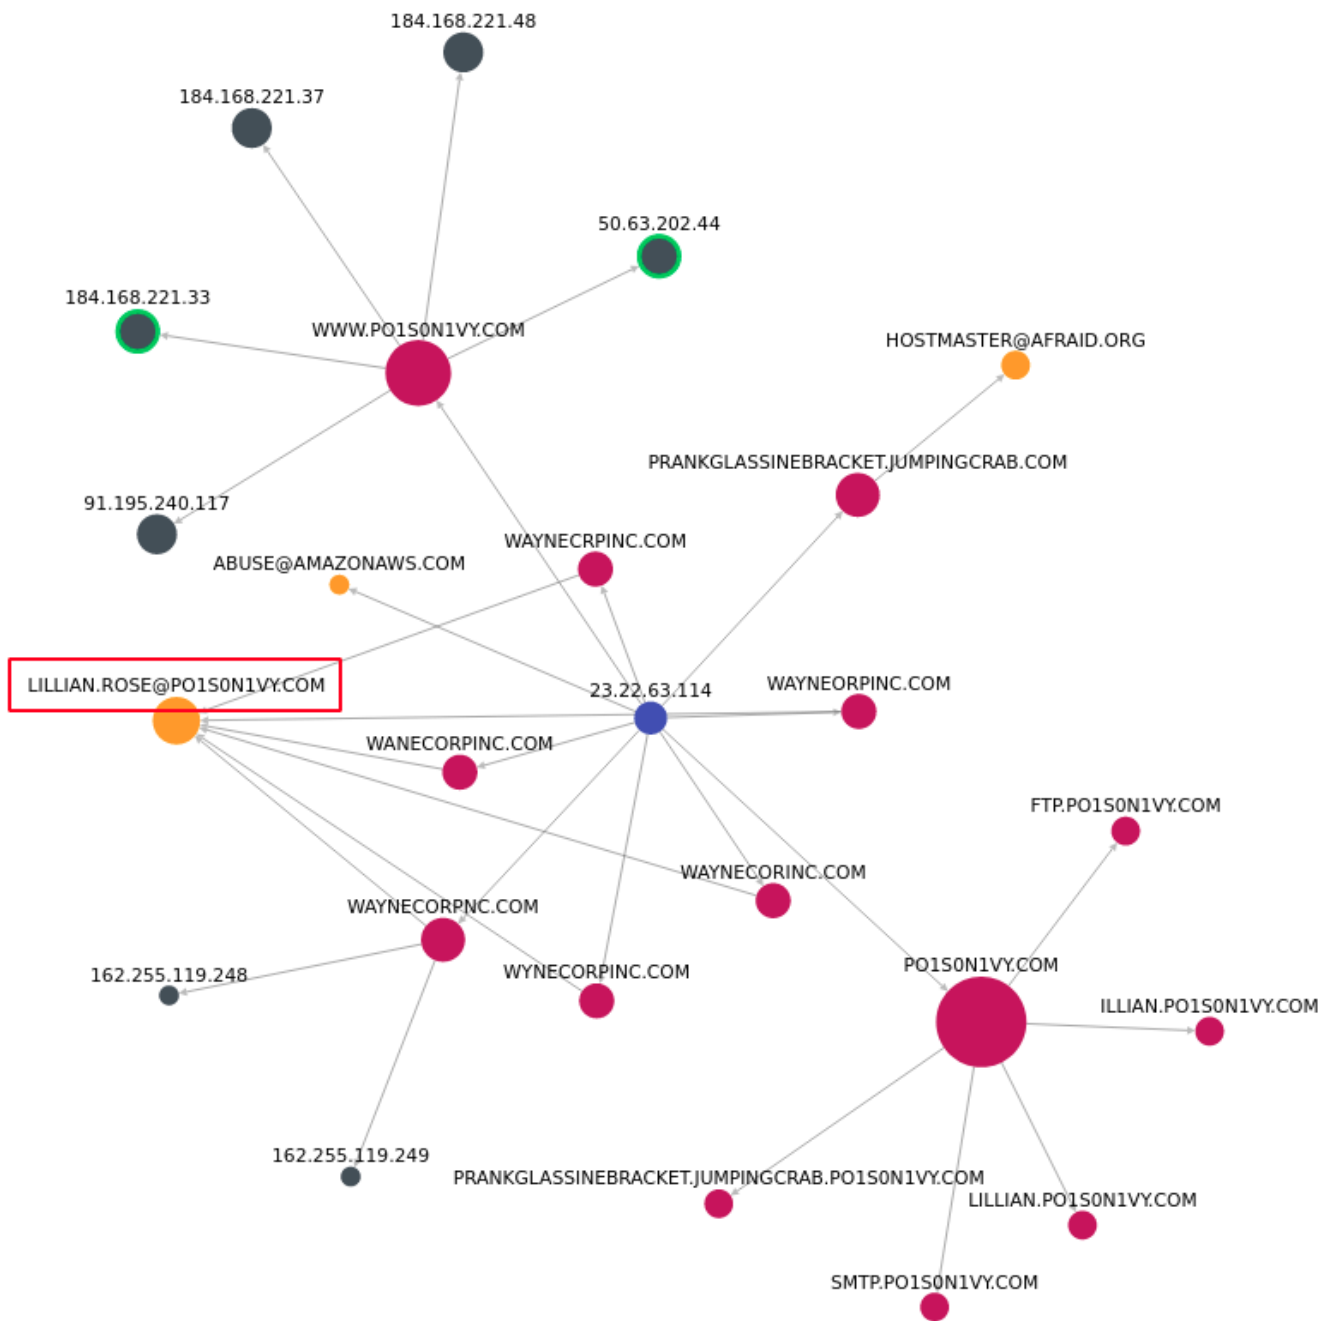 184.168.221.48
184.168.221.37
50.63.202.44
184.168.221.33
WWW.PO1S0N1VY.COM
HOSTMASTER@AFRAID.ORG
PRANKGLASSINEBRACKET.JUMPINGCRAB.COM
91.195.240.117
WAYNECRPINC.COM
ABUSE@AMAZONAWS.COM
LILLIAN.ROSE@PO1S0N1VY.COM
23.22.63.114
WAYNEORPINC.COM
WANECORPINC.COM
FTP.PO1S0N1VY.COM
WAYNECORINC.COM
WAYNECORPNC.COM
PO1S0N1VY.COM
162.255.119.248
WYNECORPINC.COM
ILLIAN.PO1S0N1VY.COM
162.255.119.249
PRANKGLASSINEBRACKET.JUMPINGCRAB.PO1S0N1VY.COM
LILLIAN.PO1S0N1VY.COM
SMTP.PO1S0N1VY.COM